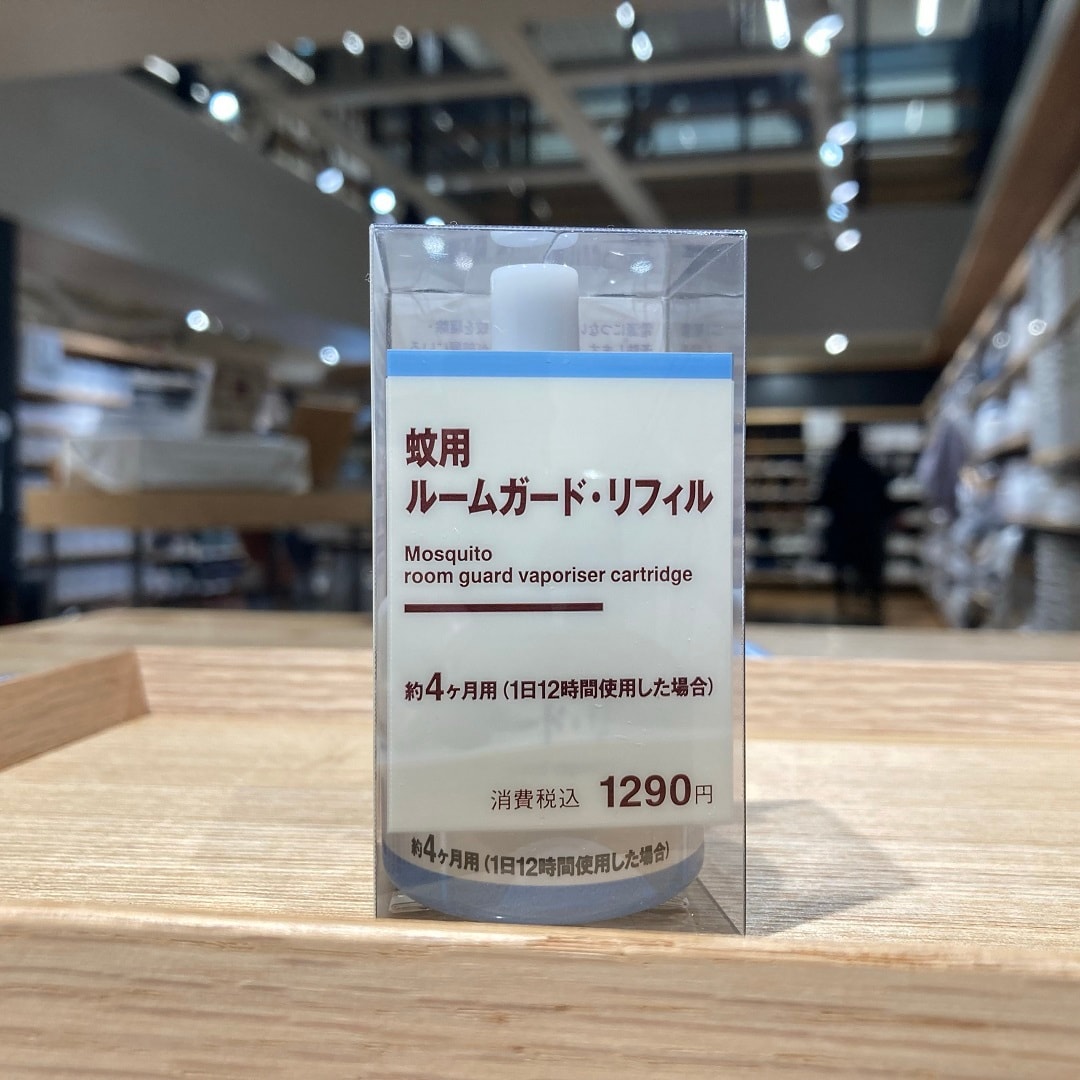 蚊用
ルームガード・リフィル
Mosquito
room guard vaporiser cartridge
約4ヶ月用(1日12時間使用した場合)
消費税込 1290円
約4ヶ月用(1日12時間使用した場合)